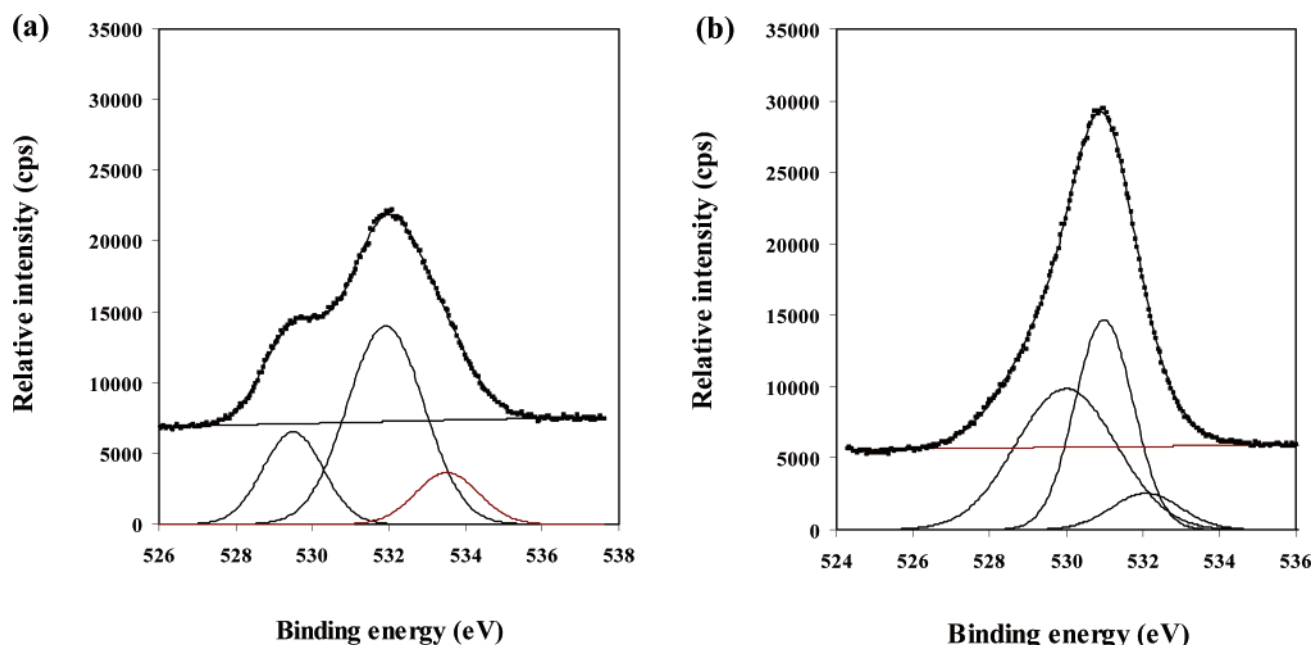 (a)
Relative intensity (cps)
35000
30000
25000
20000
15000
10000
5000
0
526 528 530 532 534 536 538
Binding energy (eV)
(b)
Relative intensity (cps)
35000
30000
25000
20000
15000
10000
5000
0
524 526 528 530 532 534 536
Binding energy (eV)